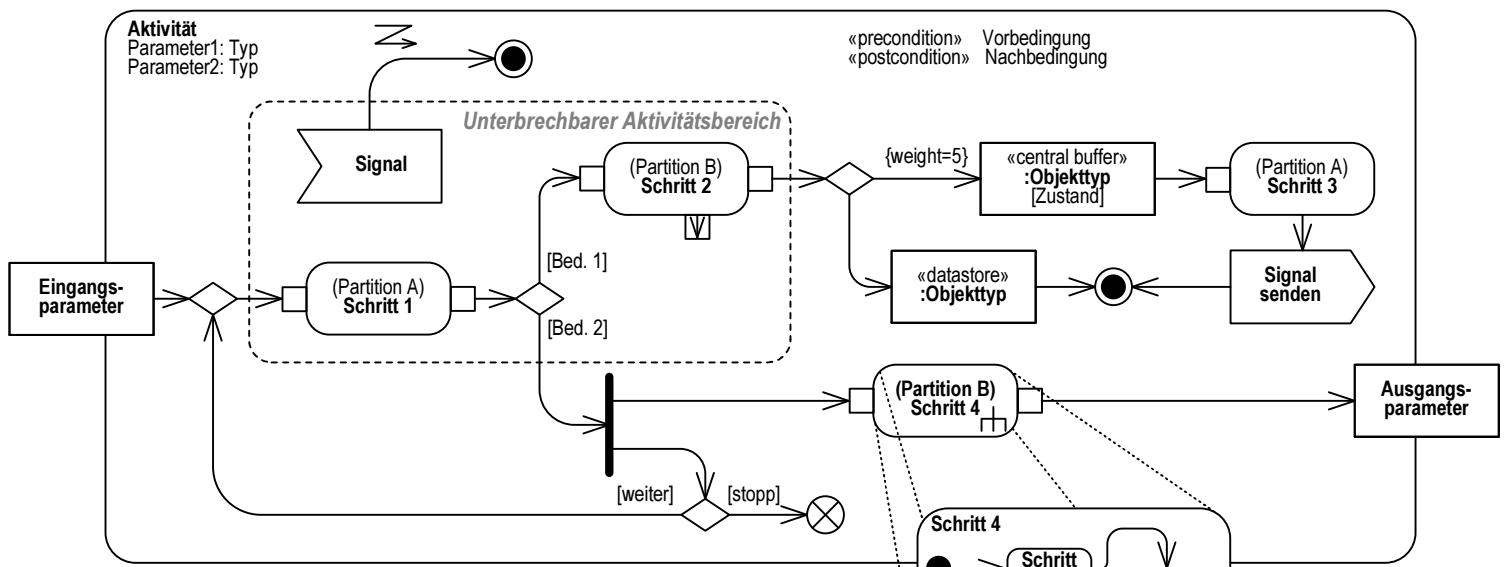 Aktivität
Parameter1: Typ
Parameter2: Typ
«precondition» Vorbedingung
«postcondition» Nachbedingung
Unterbrechbarer Aktivitätsbereich
Signal
(Partition B)
Schritt 2
{weight=5}
«central buffer»
:Objekttyp
[Zustand]
(Partition A)
Schritt 3
Eingangs-
parameter
(Partition A)
Schritt 1
[Bed. 1]
[Bed. 2]
«datastore»
:Objekttyp
Signal
senden
(Partition B)
Schritt 4
Ausgangs-
parameter
[weiter]
[stopp]
Schritt 4
Schritt